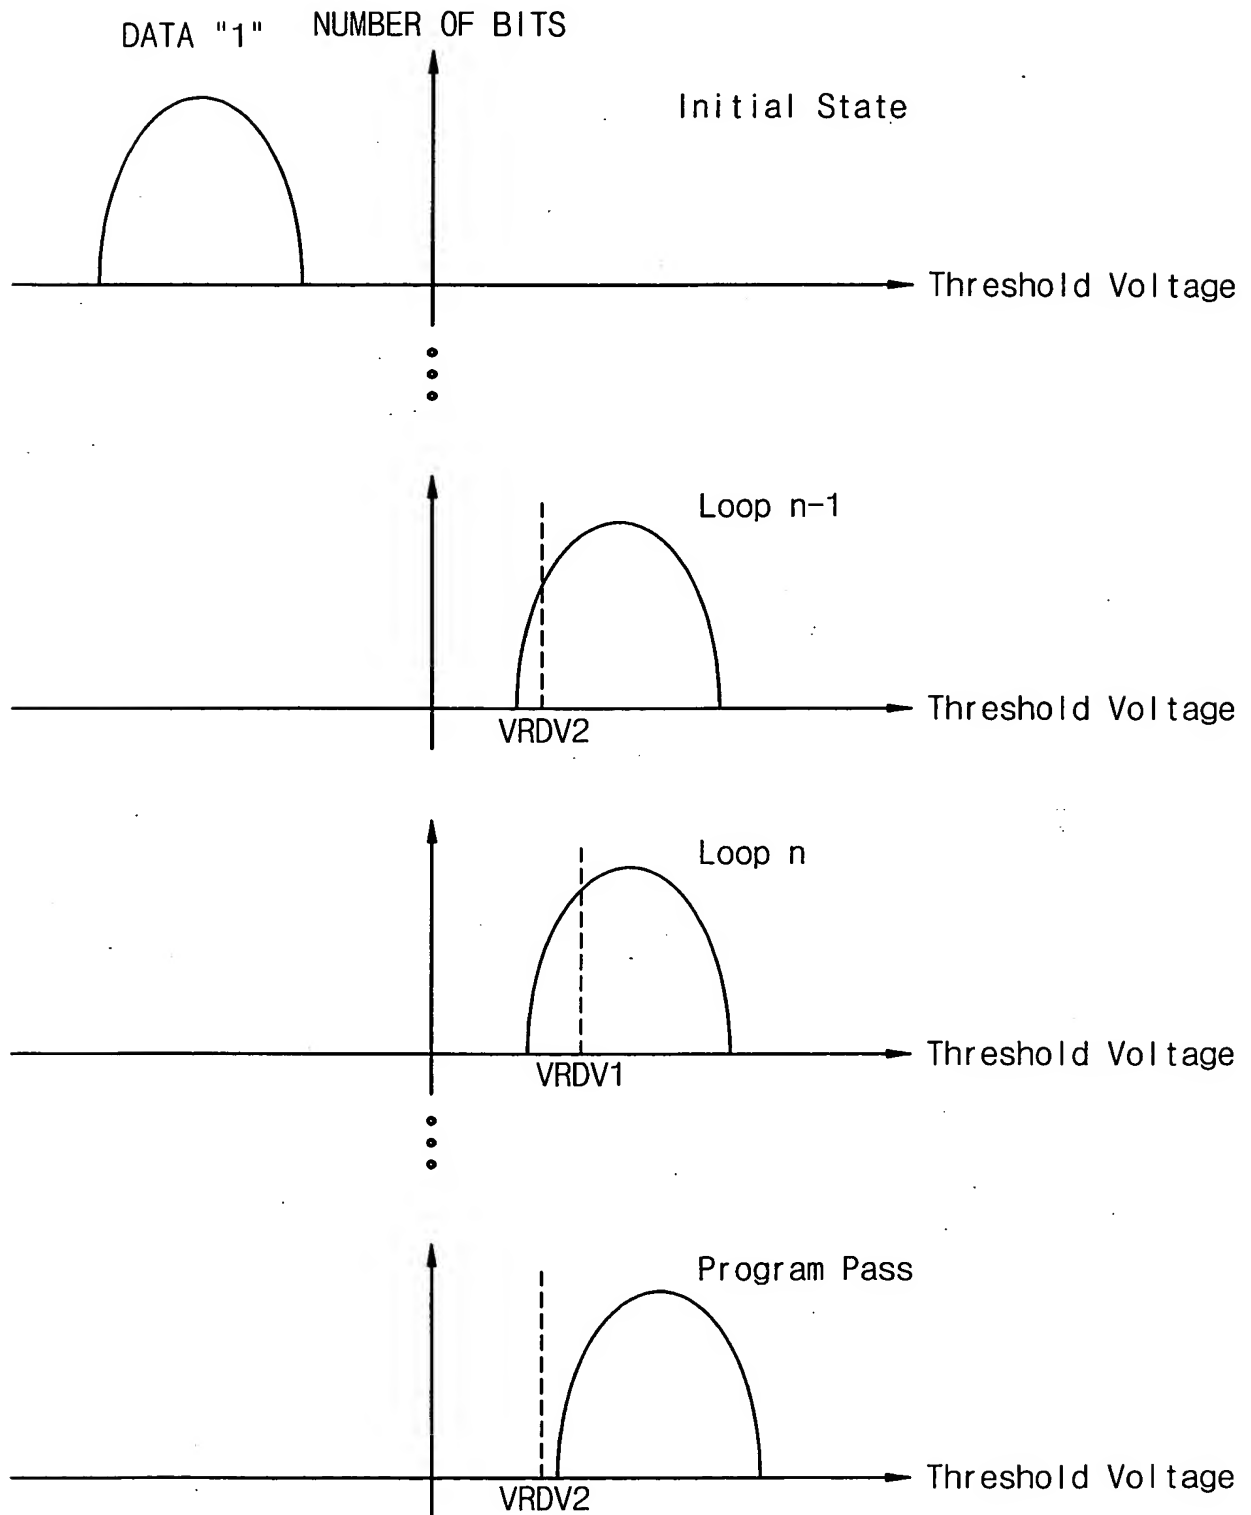 DATA "1"
NUMBER OF BITS
Initial State
Threshold Voltage
Loop n-1
Threshold Voltage
VRDV2
Loop n
Threshold Voltage
VRDV1
Program Pass
Threshold Voltage
VRDV2